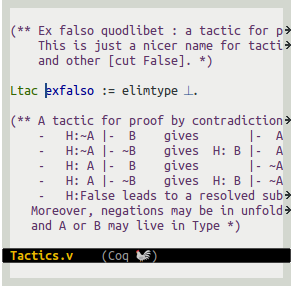 (** Ex falso quodlibet : a tactic for p
This is just a nicer name for tacti
and other [cut False]. *)
Ltac exfalso := elimtype ⊥.
(** A tactic for proof by contradiction
- H:~A |- B gives |- A
- H:~A |- ~B gives H: B |- A
- H: A |- B gives |- ~A
- H: A |- ~B gives H: B |- ~A
- H:False leads to a resolved sub
Moreover, negations may be in unfold
and A or B may live in Type *)
Tactics.v (Coq 🐓)